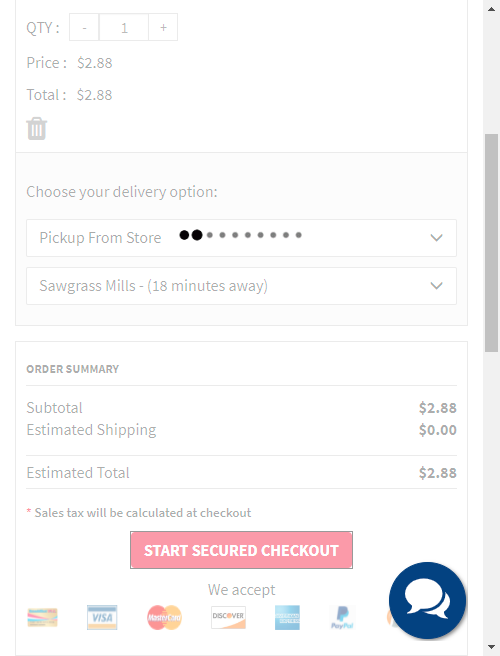 QTY : - 1 +
Price : $2.88
Total : $2.88
Choose your delivery option:
Pickup From Store
Sawgrass Mills - (18 minutes away)
ORDER SUMMARY
Subtotal $2.88
Estimated Shipping $0.00
Estimated Total $2.88
* Sales tax will be calculated at checkout
START SECURED CHECKOUT
We accept
VISA MasterCard DISCOVER PayPal